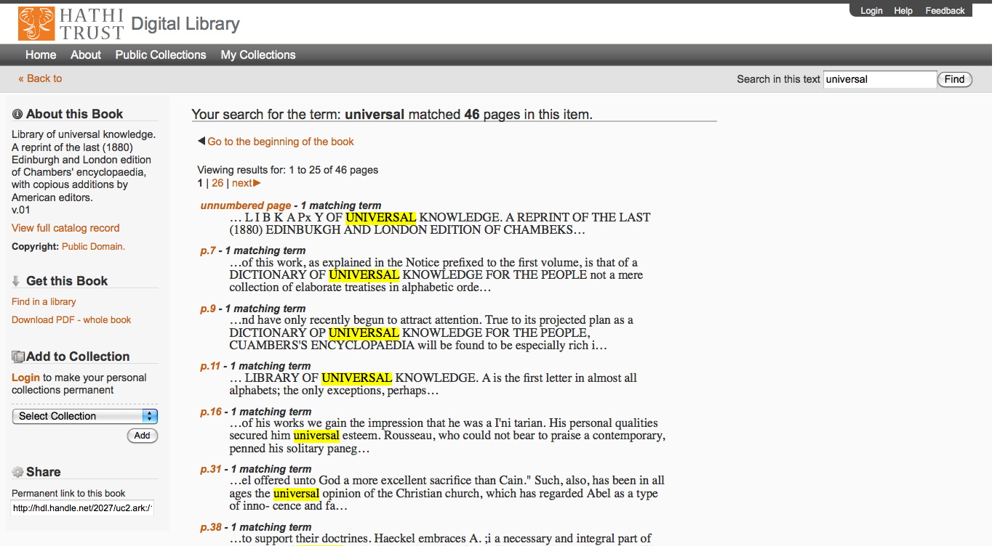 Login Help Feedback
HATHI TRUST Digital Library
Home About Public Collections My Collections
« Back to
Search in this text universal Find
About this Book
Library of universal knowledge.
A reprint of the last (1880)
Edinburgh and London edition
of Chambers' encyclopaedia,
with copious additions by
American editors.
v.01
View full catalog record
Copyright: Public Domain.
Get this Book
Find in a library
Download PDF - whole book
Add to Collection
Login to make your personal
collections permanent
Select Collection
Add
Share
Permanent link to this book
http://hdl.handle.net/2027/uc2.ark:/
Your search for the term: universal matched 46 pages in this item.
Go to the beginning of the book
Viewing results for: 1 to 25 of 46 pages
1 | 26 | next
unnumbered page - 1 matching term
… L I B K A Px Y OF UNIVERSAL KNOWLEDGE. A REPRINT OF THE LAST
(1880) EDINBUKGH AND LONDON EDITION OF CHAMBEKS…
p.7 - 1 matching term
…of this work, as explained in the Notice prefixed to the first volume, is that of a
DICTIONARY OF UNIVERSAL KNOWLEDGE FOR THE PEOPLE not a mere
collection of elaborate treatises in alphabetic orde…
p.9 - 1 matching term
…nd have only recently begun to attract attention. True to its projected plan as a
DICTIONARY OP UNIVERSAL KNOWLEDGE FOR THE PEOPLE,
CUAMBERS'S ENCYCLOPAEDIA will be found to be especially rich i…
p.11 - 1 matching term
… LIBRARY OF UNIVERSAL KNOWLEDGE. A is the first letter in almost all
alphabets; the only exceptions, perhaps…
p.16 - 1 matching term
…of his works we gain the impression that he was a I'ni tarian. His personal qualities
secured him universal esteem. Rousseau, who could not bear to praise a contemporary,
penned his solitary paneg…
p.31 - 1 matching term
…el offered unto God a more excellent sacrifice than Cain." Such, also, has been in all
ages the universal opinion of the Christian church, which has regarded Abel as a type
of inno- cence and fa…
p.38 - 1 matching term
…to support their doctrines. Haeckel embraces A. ;i a necessary and integral part of